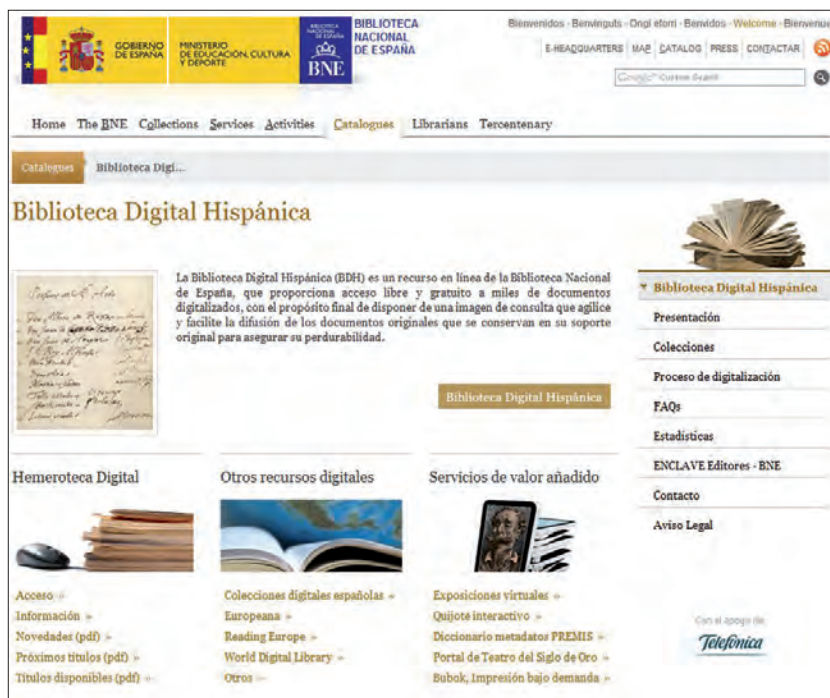 GOBIERNO
DE ESPAÑA
MINISTERIO
DE EDUCACIÓN, CULTURA
Y DEPORTE
BIBLIOTECA
NACIONAL
DE ESPAÑA
BNE
BIBLIOTECA
NACIONAL
DE ESPAÑA
Bienvenidos · Benvinguts · Ongi etorri · Benvidos · Welcome · Bienvenue
E-HEADQUARTERS MAP CATALOG PRESS CONTACTAR
Google™ Custom Search
Home The BNE Collections Services Activities Catalogues Librarians Tercentenary
Catalogues Biblioteca Digi...
Biblioteca Digital Hispánica
La Biblioteca Digital Hispánica (BDH) es un recurso en línea de la Biblioteca Nacional
de España, que proporciona acceso libre y gratuito a miles de documentos
digitalizados, con el propósito final de disponer de una imagen de consulta que agilice
y facilite la difusión de los documentos originales que se conservan en su soporte
original para asegurar su perdurabilidad.
Biblioteca Digital Hispánica
Hemeroteca Digital
Acceso »
Información »
Novedades (pdf) »
Próximos títulos (pdf) »
Títulos disponibles (pdf) »
Otros recursos digitales
Colecciones digitales españolas »
Europeana »
Reading Europe »
World Digital Library »
Otros »
Servicios de valor añadido
Exposiciones virtuales »
Quijote interactivo »
Diccionario metadatos PREMIS »
Portal de Teatro del Siglo de Oro »
Bubok, Impresión bajo demanda »
Biblioteca Digital Hispánica
Presentación
Colecciones
Proceso de digitalización
FAQs
Estadísticas
ENCLAVE Editores - BNE
Contacto
Aviso Legal
Con el apoyo de:
Telefónica